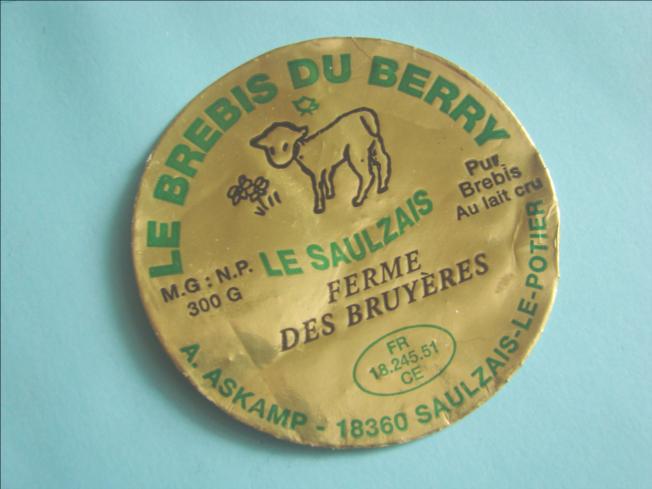 LE BREBIS DU BERRY
Pur
Brebis
Au lait cru
LE SAULZAIS
M.G : N.P.
300 G
FERME
DES BRUYÈRES
FR
18.245.51
CE
A. ASKAMP - 18360 SAULZAIS-LE-POTIER